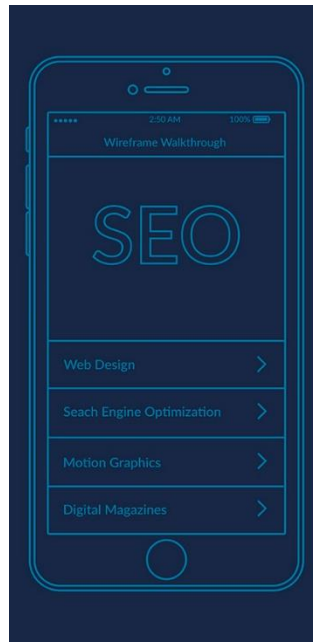 2:50 AM 100%
Wireframe Walkthrough
SEO
Web Design
Seach Engine Optimization
Motion Graphics
Digital Magazines